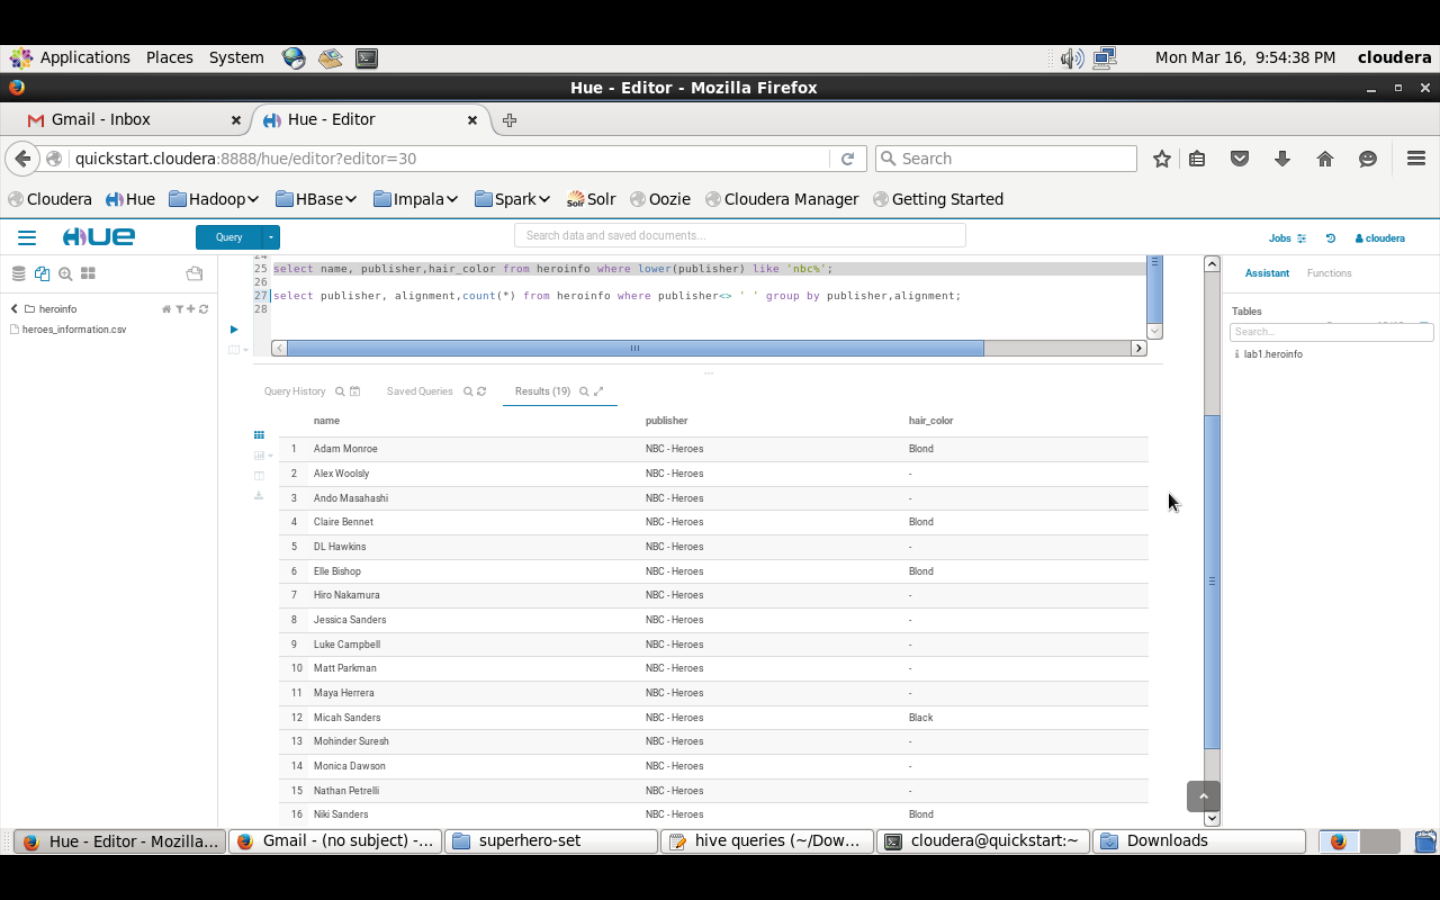 Applications Places System Mon Mar 16, 9:54:38 PM cloudera
Hue - Editor - Mozilla Firefox
Gmail - Inbox Hue - Editor
quickstart.cloudera:8888/hue/editor?editor=30 Search
Cloudera Hue Hadoop HBase Impala Spark Solr Oozie Cloudera Manager Getting Started
HUE Query Search data and saved documents... Jobs cloudera
Assistant Functions
24
25 select name, publisher,hair_color from heroinfo where lower(publisher) like 'nbc%';
26
27 select publisher, alignment,count(*) from heroinfo where publisher<> ' ' group by publisher,alignment;
28
heroinfo
heroes_information.csv
Tables
Search...
lab1.heroinfo
Query History Saved Queries Results (19)
name publisher hair_color
1 Adam Monroe NBC - Heroes Blond
2 Alex Woolsly NBC - Heroes -
3 Ando Masahashi NBC - Heroes -
4 Claire Bennet NBC - Heroes Blond
5 DL Hawkins NBC - Heroes -
6 Elle Bishop NBC - Heroes Blond
7 Hiro Nakamura NBC - Heroes -
8 Jessica Sanders NBC - Heroes -
9 Luke Campbell NBC - Heroes -
10 Matt Parkman NBC - Heroes -
11 Maya Herrera NBC - Heroes -
12 Micah Sanders NBC - Heroes Black
13 Mohinder Suresh NBC - Heroes -
14 Monica Dawson NBC - Heroes -
15 Nathan Petrelli NBC - Heroes -
16 Niki Sanders NBC - Heroes Blond
Hue - Editor - Mozilla... Gmail - (no subject) -... superhero-set hive queries (~/Dow... cloudera@quickstart:~ Downloads